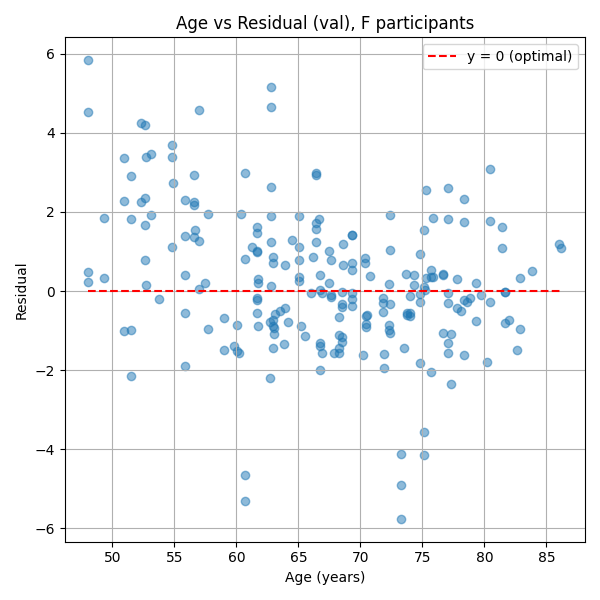 Age vs Residual (val), F participants
y = 0 (optimal)
6
4
2
0
−2
−4
−6
Residual
50 55 60 65 70 75 80 85
Age (years)